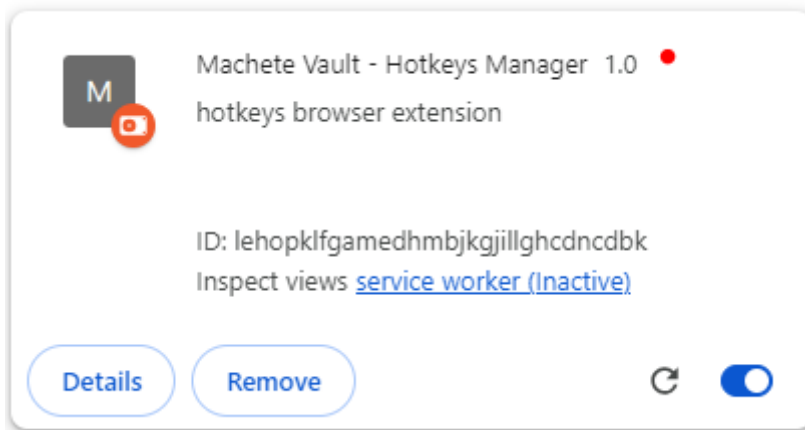 M
Machete Vault - Hotkeys Manager 1.0
hotkeys browser extension
ID: lehopklfgamedhmbjkgjillghcdncdbk
Inspect views service worker (Inactive)
Details
Remove